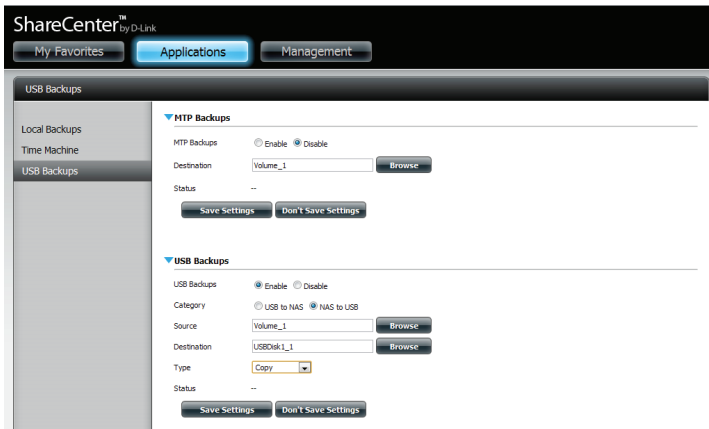 ShareCenter™ by D-Link
My Favorites Applications Management
USB Backups
Local Backups
Time Machine
USB Backups
MTP Backups
MTP Backups Enable Disable
Destination Volume_1 Browse
Status --
Save Settings Don't Save Settings
USB Backups
USB Backups Enable Disable
Category USB to NAS NAS to USB
Source Volume_1 Browse
Destination USBDisk1_1 Browse
Type Copy
Status --
Save Settings Don't Save Settings